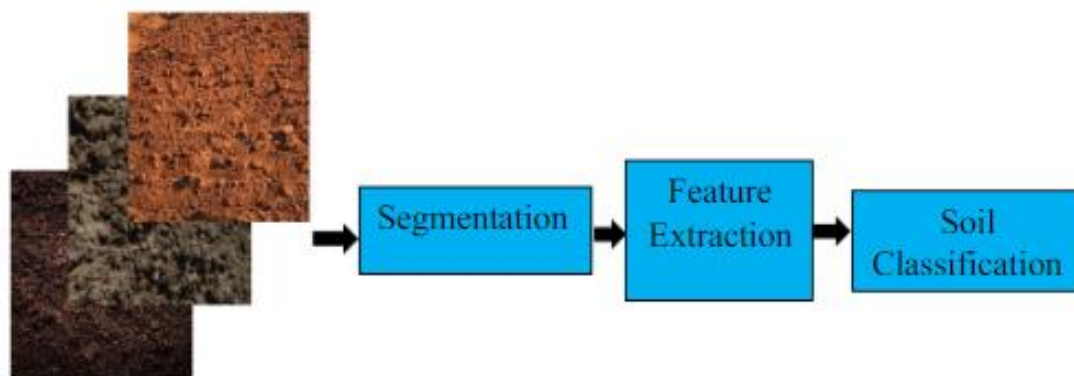 Segmentation
Feature
Extraction
Soil
Classification